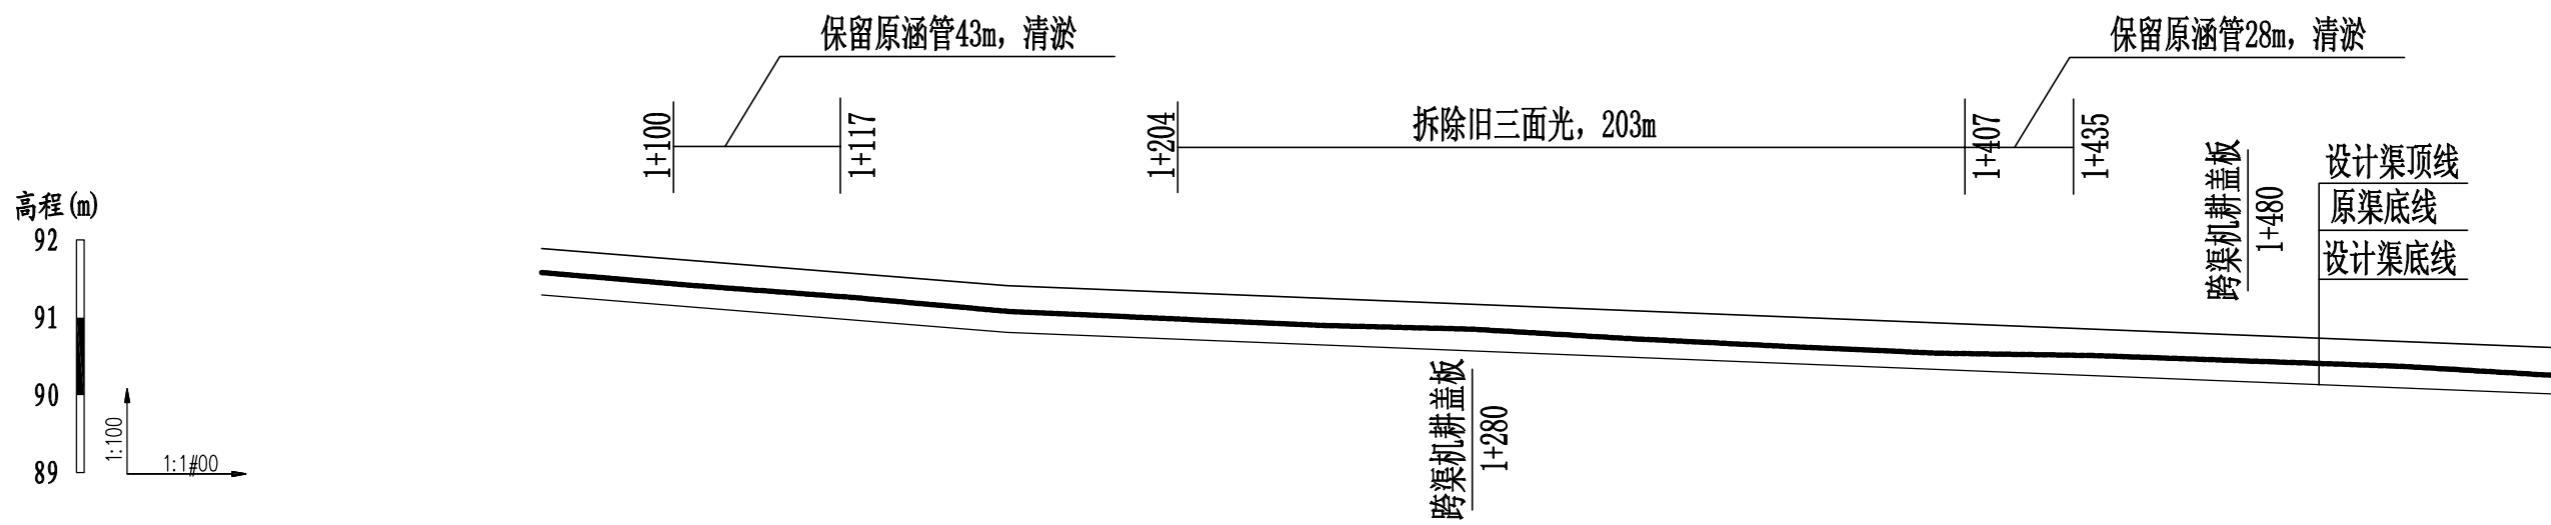 保留原涵管43m，清淤
保留原涵管28m，清淤
1+100
1+117
1+204
拆除旧三面光，203m
1+407
1+435
跨渠机耕盖板
1+480
设计渠顶线
原渠底线
设计渠底线
高程(m)
92
91
90
89
1:100
1:1#00
跨渠机耕盖板
1+280